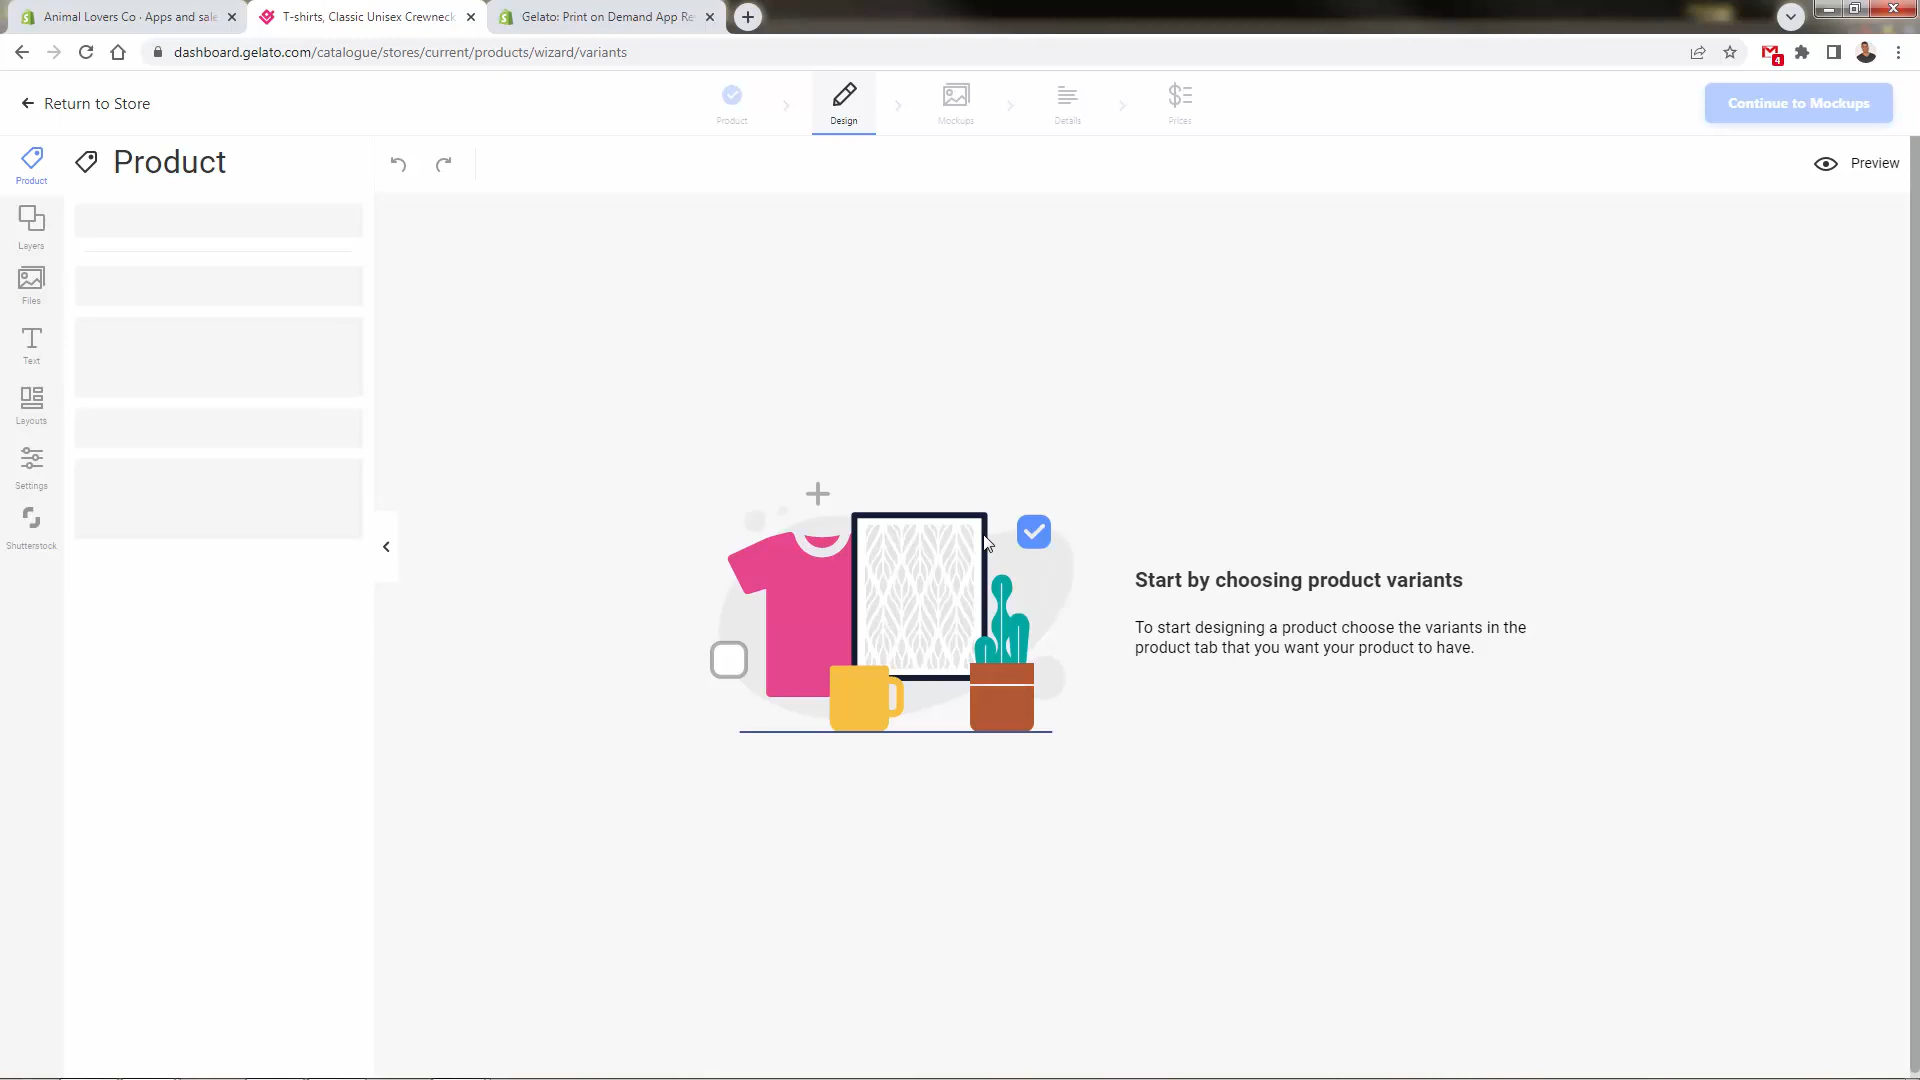 Animal Lovers Co · Apps and sale
T-shirts, Classic Unisex Crewneck
Gelato: Print on Demand App Re
dashboard.gelato.com/catalogue/stores/current/products/wizard/variants
4
Return to Store
Product
Design
Mockups
Details
Prices
Continue to Mockups
Product
Product
Preview
Layers
Files
Text
Layouts
Settings
Shutterstock
Start by choosing product variants
To start designing a product choose the variants in the
product tab that you want your product to have.